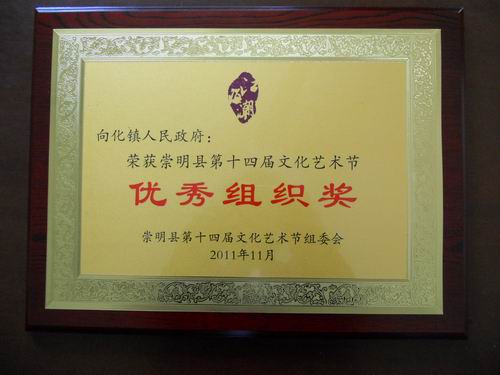 向化镇人民政府：
荣获崇明县第十四届文化艺术节
优秀组织奖
崇明县第十四届文化艺术节组委会
2011年11月